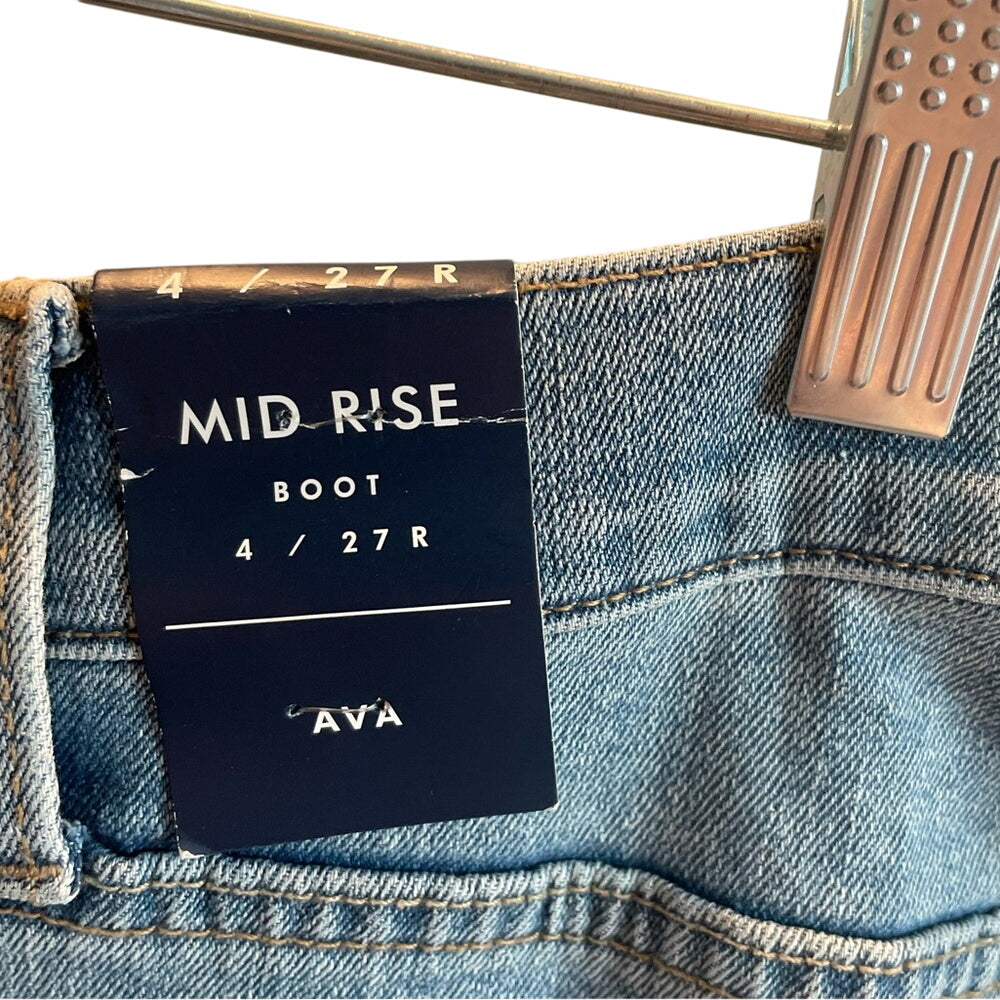 4 / 27 R
MID RISE
BOOT
4 / 27 R
AVA